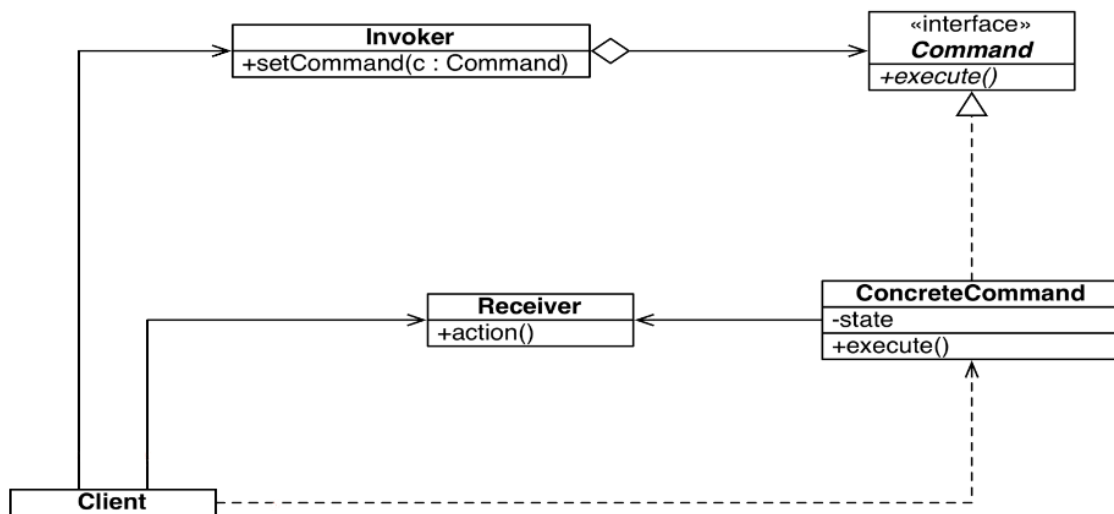 Invoker
+setCommand(c : Command)
«interface»
Command
+execute()
Receiver
+action()
ConcreteCommand
-state
+execute()
Client